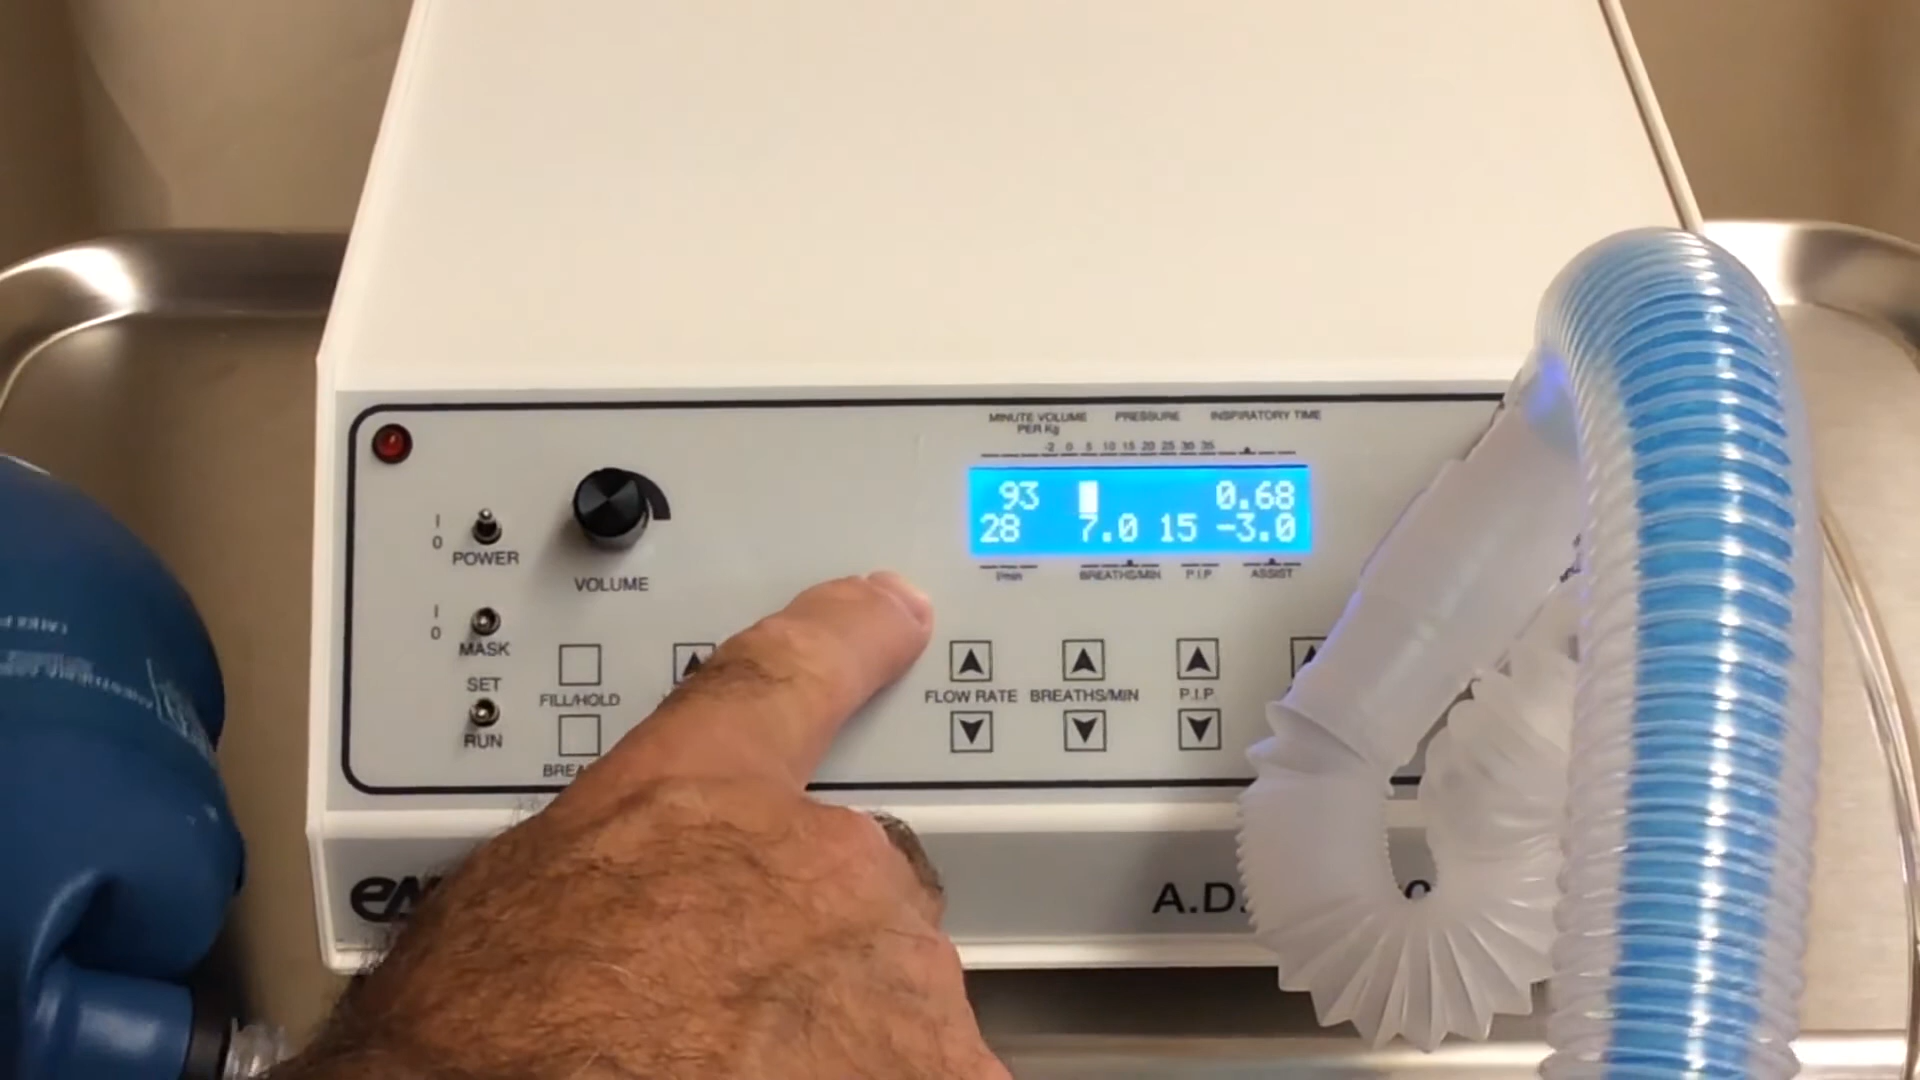 MINUTE VOLUME PER Kg PRESSURE INSPIRATORY TIME
-2 0 5 10 15 20 25 30 35
93 0.68
28 7.0 15 -3.0
l/min BREATHS/MIN P.I.P ASSIST
I
0
POWER
VOLUME
I
0
MASK
SET
RUN
FILL/HOLD
FLOW RATE BREATHS/MIN P.I.P.
A.D.